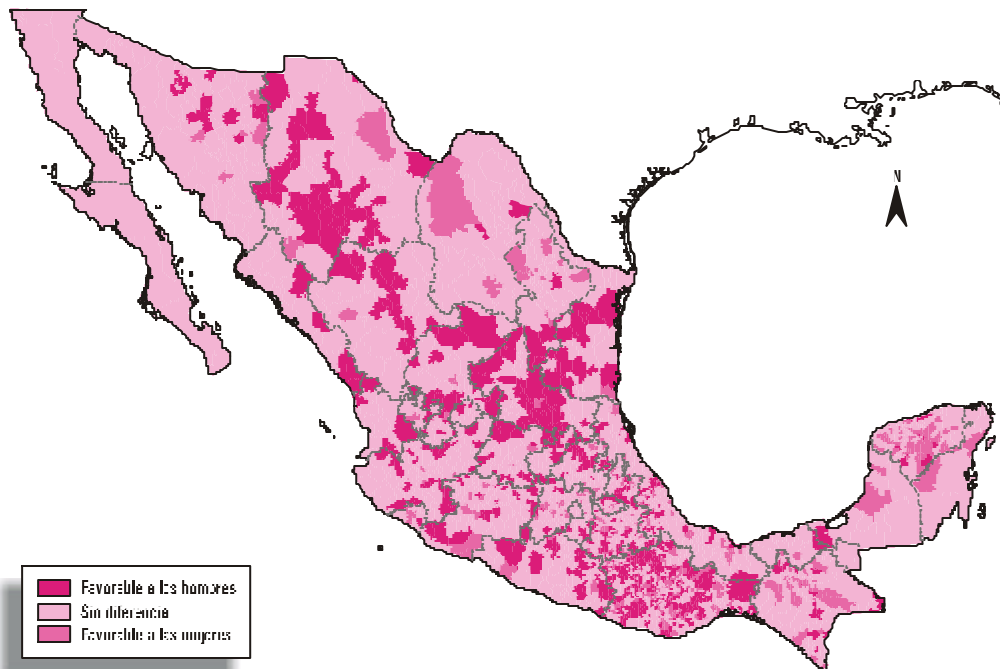 N
Favorable a los hombres
Sin diferencia
Favorable a las mujeres